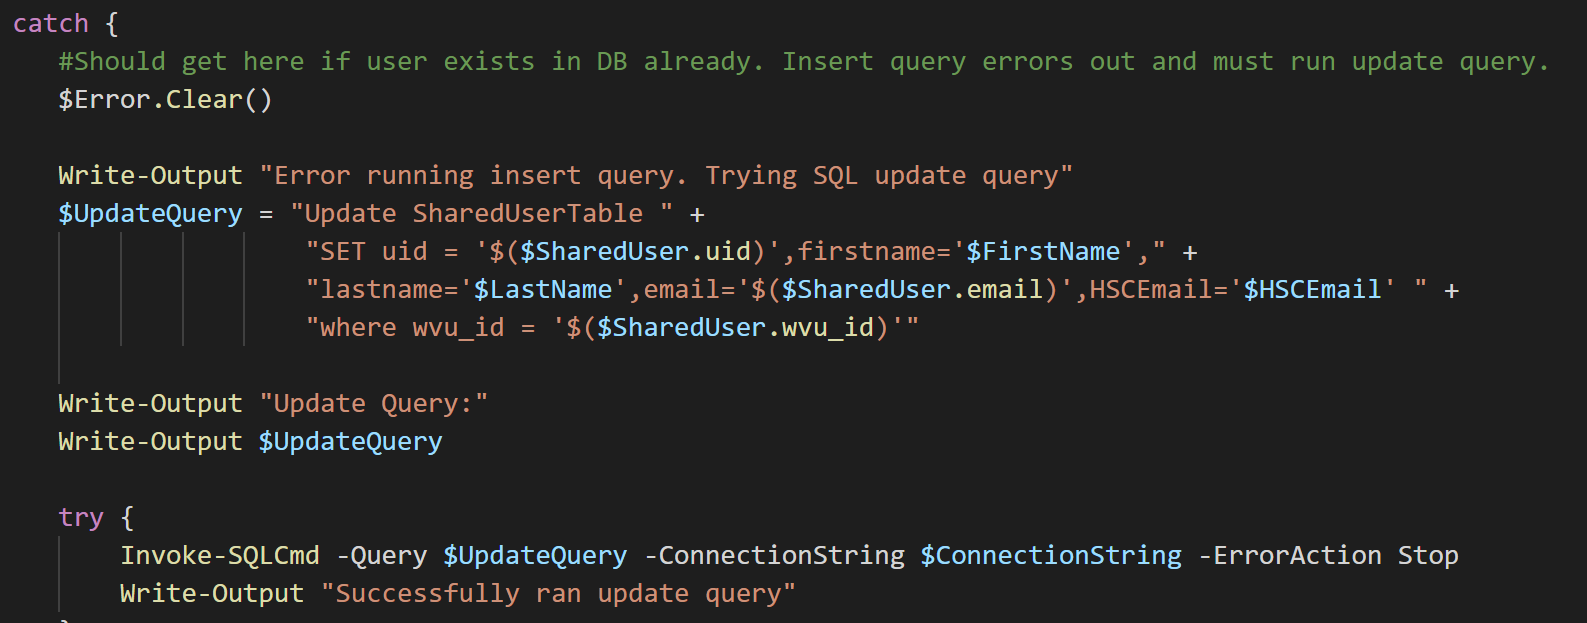 catch {
#Should get here if user exists in DB already. Insert query errors out and must run update query.
$Error.Clear()
Write-Output "Error running insert query. Trying SQL update query"
$UpdateQuery = "Update SharedUserTable " +
"SET uid = '$($SharedUser.uid)',firstname='$FirstName'," +
"lastname='$LastName',email='$($SharedUser.email)',HSCEmail='$HSCEmail' " +
"where wvu_id = '$($SharedUser.wvu_id)'"
Write-Output "Update Query:"
Write-Output $UpdateQuery
try {
Invoke-SQLCmd -Query $UpdateQuery -ConnectionString $ConnectionString -ErrorAction Stop
Write-Output "Successfully ran update query"